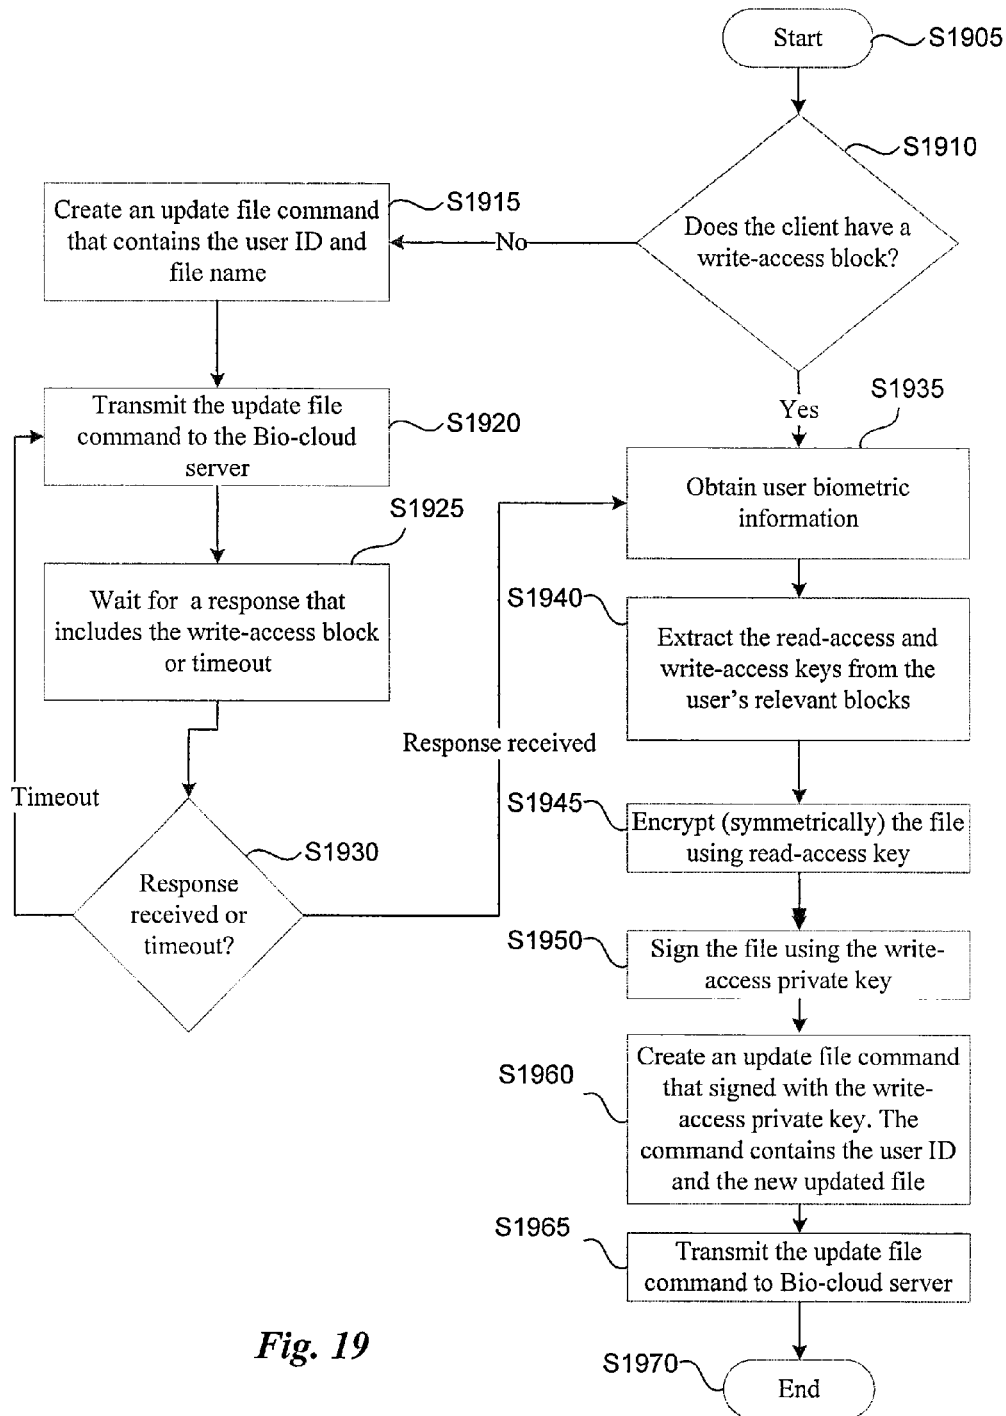 Start
S1905
S1910
Does the client have a
write-access block?
No
S1915
Create an update file command
that contains the user ID and
file name
Transmit the update file
command to the Bio-cloud
server
S1920
S1925
Wait for a response that
includes the write-access block
or timeout
Timeout
S1930
Response
received or
timeout?
Response received
Yes
S1935
Obtain user biometric
information
S1940
Extract the read-access and
write-access keys from the
user's relevant blocks
S1945
Encrypt (symmetrically) the file
using read-access key
S1950
Sign the file using the write-
access private key
S1960
Create an update file command
that signed with the write-
access private key. The
command contains the user ID
and the new updated file
S1965
Transmit the update file
command to Bio-cloud server
S1970
End
Fig. 19